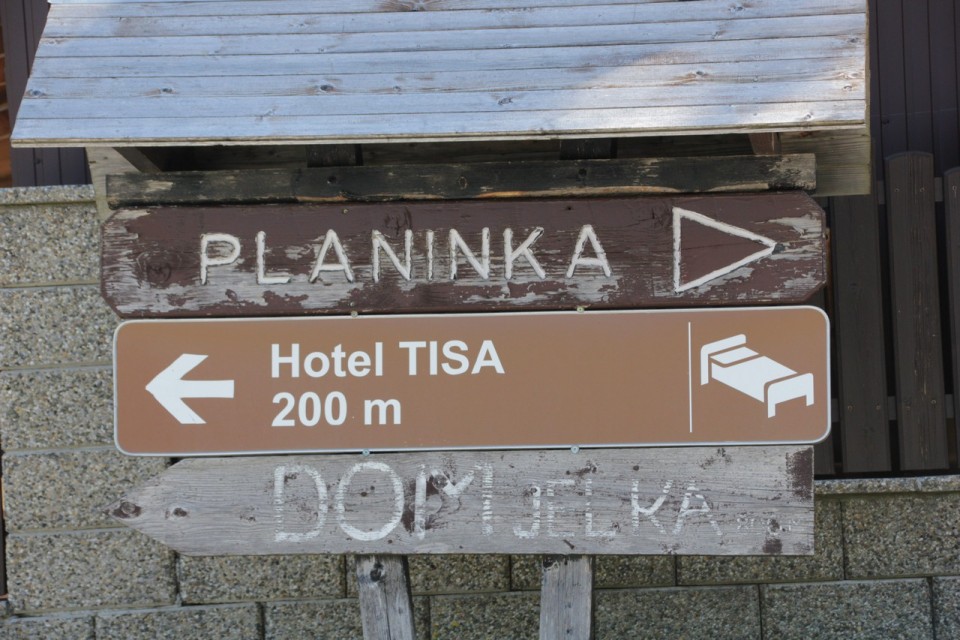 PLANINKA
Hotel TISA
200 m
DOM JELKA